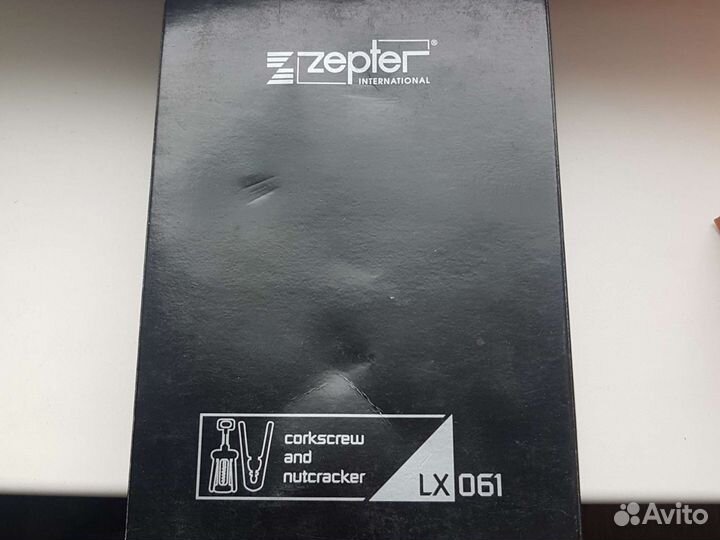 zepter®
INTERNATIONAL
corkscrew
and
nutcracker
LX 061
Avito